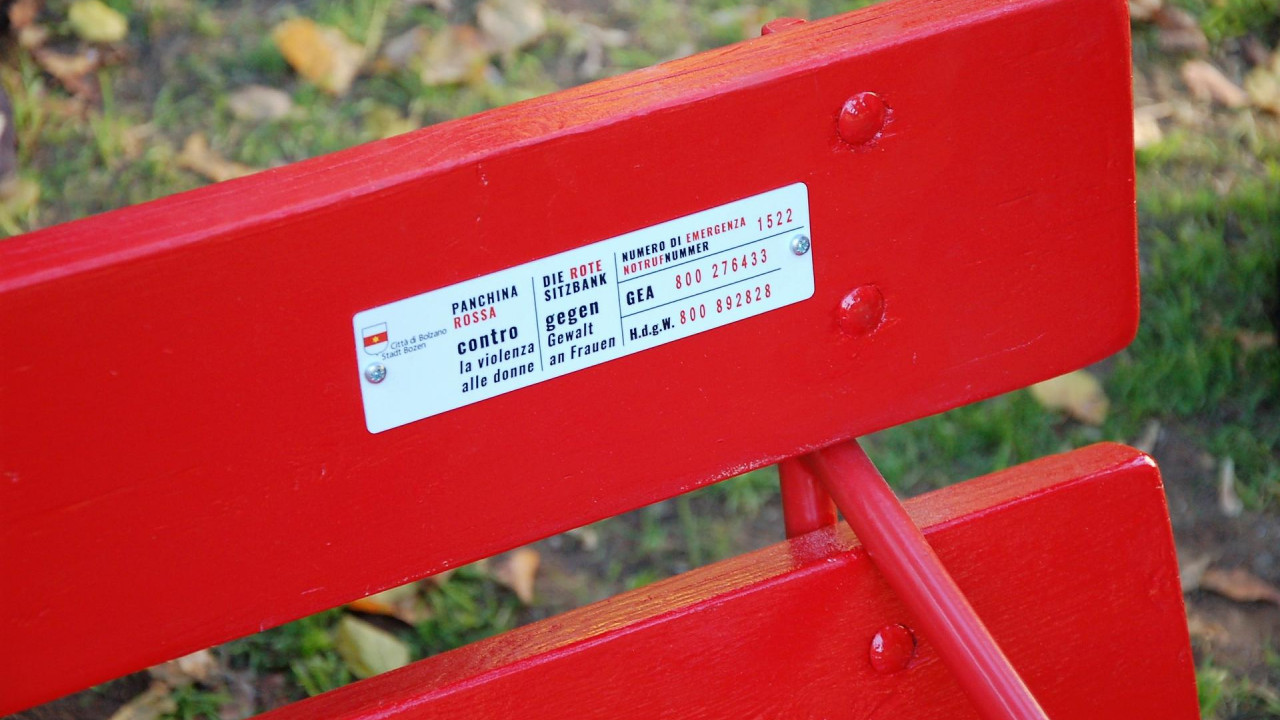 Città di Bolzano
Stadt Bozen
PANCHINA
ROSSA
contro
la violenza
alle donne
DIE ROTE
SITZBANK
gegen
Gewalt
an Frauen
NUMERO DI EMERGENZA 1522
NOTRUFNUMMER
GEA 800 276433
H.d.g.W. 800 892828